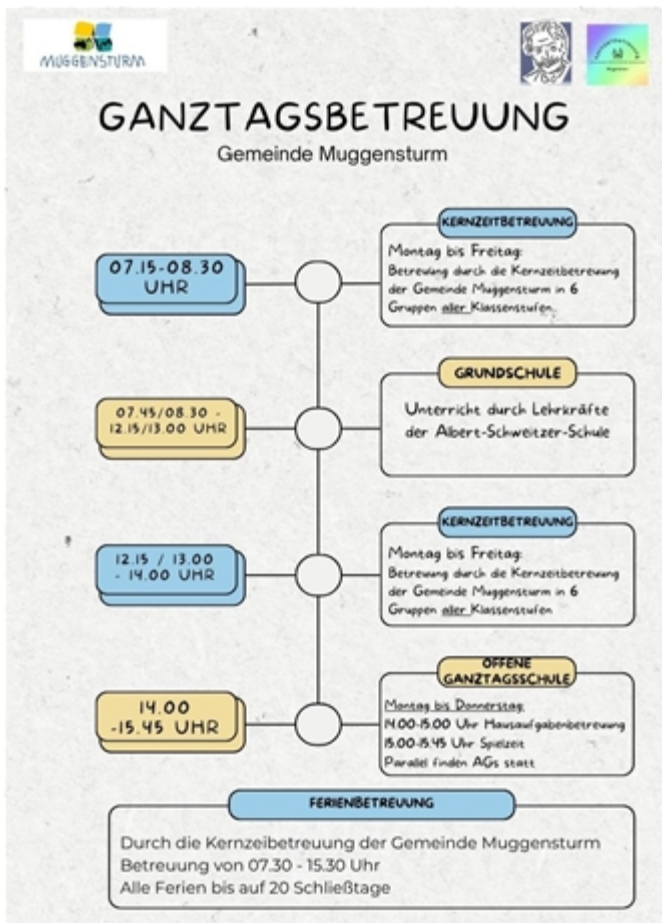 MUGGENSTURM
GANZTAGSBETREUUNG
Gemeinde Muggensturm
07.15-08.30
UHR
KERNZEITBETREUUNG
Montag bis Freitag:
Betreuung durch die Kernzeitbetreuung
der Gemeinde Muggensturm in 6
Gruppen aller Klassenstufen.
07.45/08.30 -
12.15/13.00 UHR
GRUNDSCHULE
Unterricht durch Lehrkräfte
der Albert-Schweitzer-Schule
12.15 / 13.00
- 14.00 UHR
KERNZEITBETREUUNG
Montag bis Freitag:
Betreuung durch die Kernzeitbetreuung
der Gemeinde Muggensturm in 6
Gruppen aller Klassenstufen
14.00
-15.45 UHR
OFFENE
GANZTAGSSCHULE
Montag bis Donnerstag:
14.00-15.00 Uhr Hausaufgabenbetreuung
15.00-15.45 Uhr Spielzeit
Parallel finden AGs statt
FERIENBETREUUNG
Durch die Kernzeibetreuung der Gemeinde Muggensturm
Betreuung von 07.30 - 15.30 Uhr
Alle Ferien bis auf 20 Schließtage